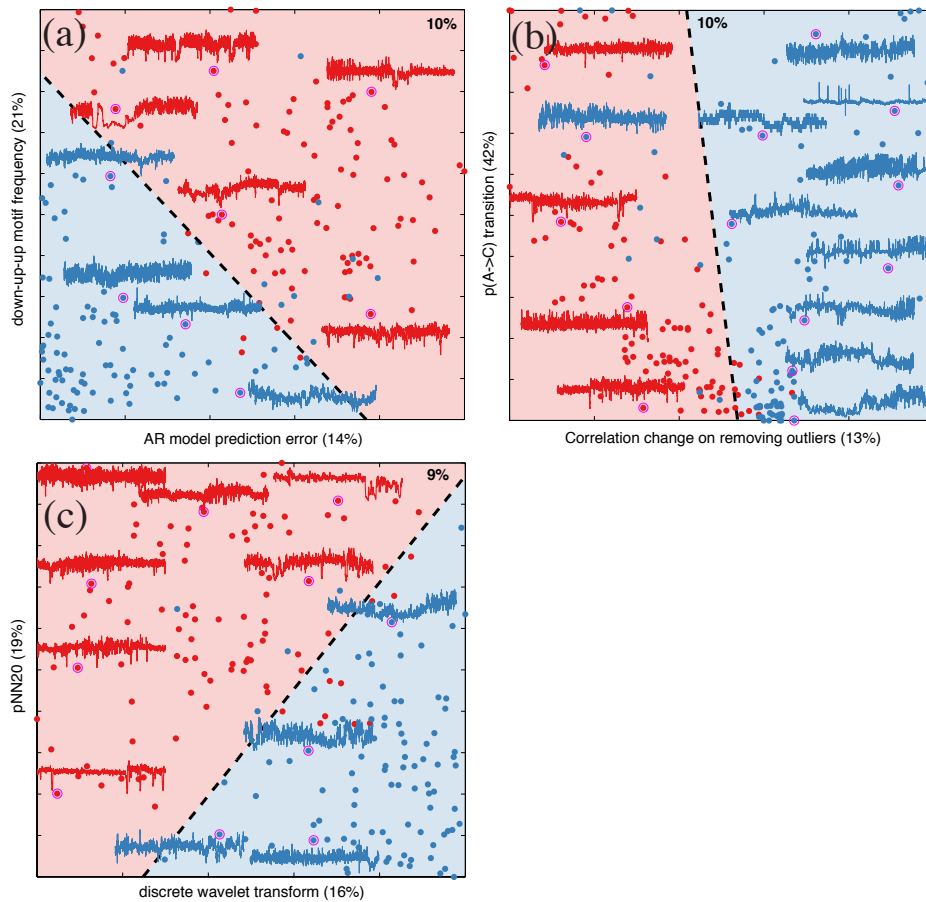 (a)
10%
down-up-up motif frequency (21%)
AR model prediction error (14%)
(b)
10%
p(A->C) transition (42%)
Correlation change on removing outliers (13%)
(c)
9%
pNN20 (19%)
discrete wavelet transform (16%)